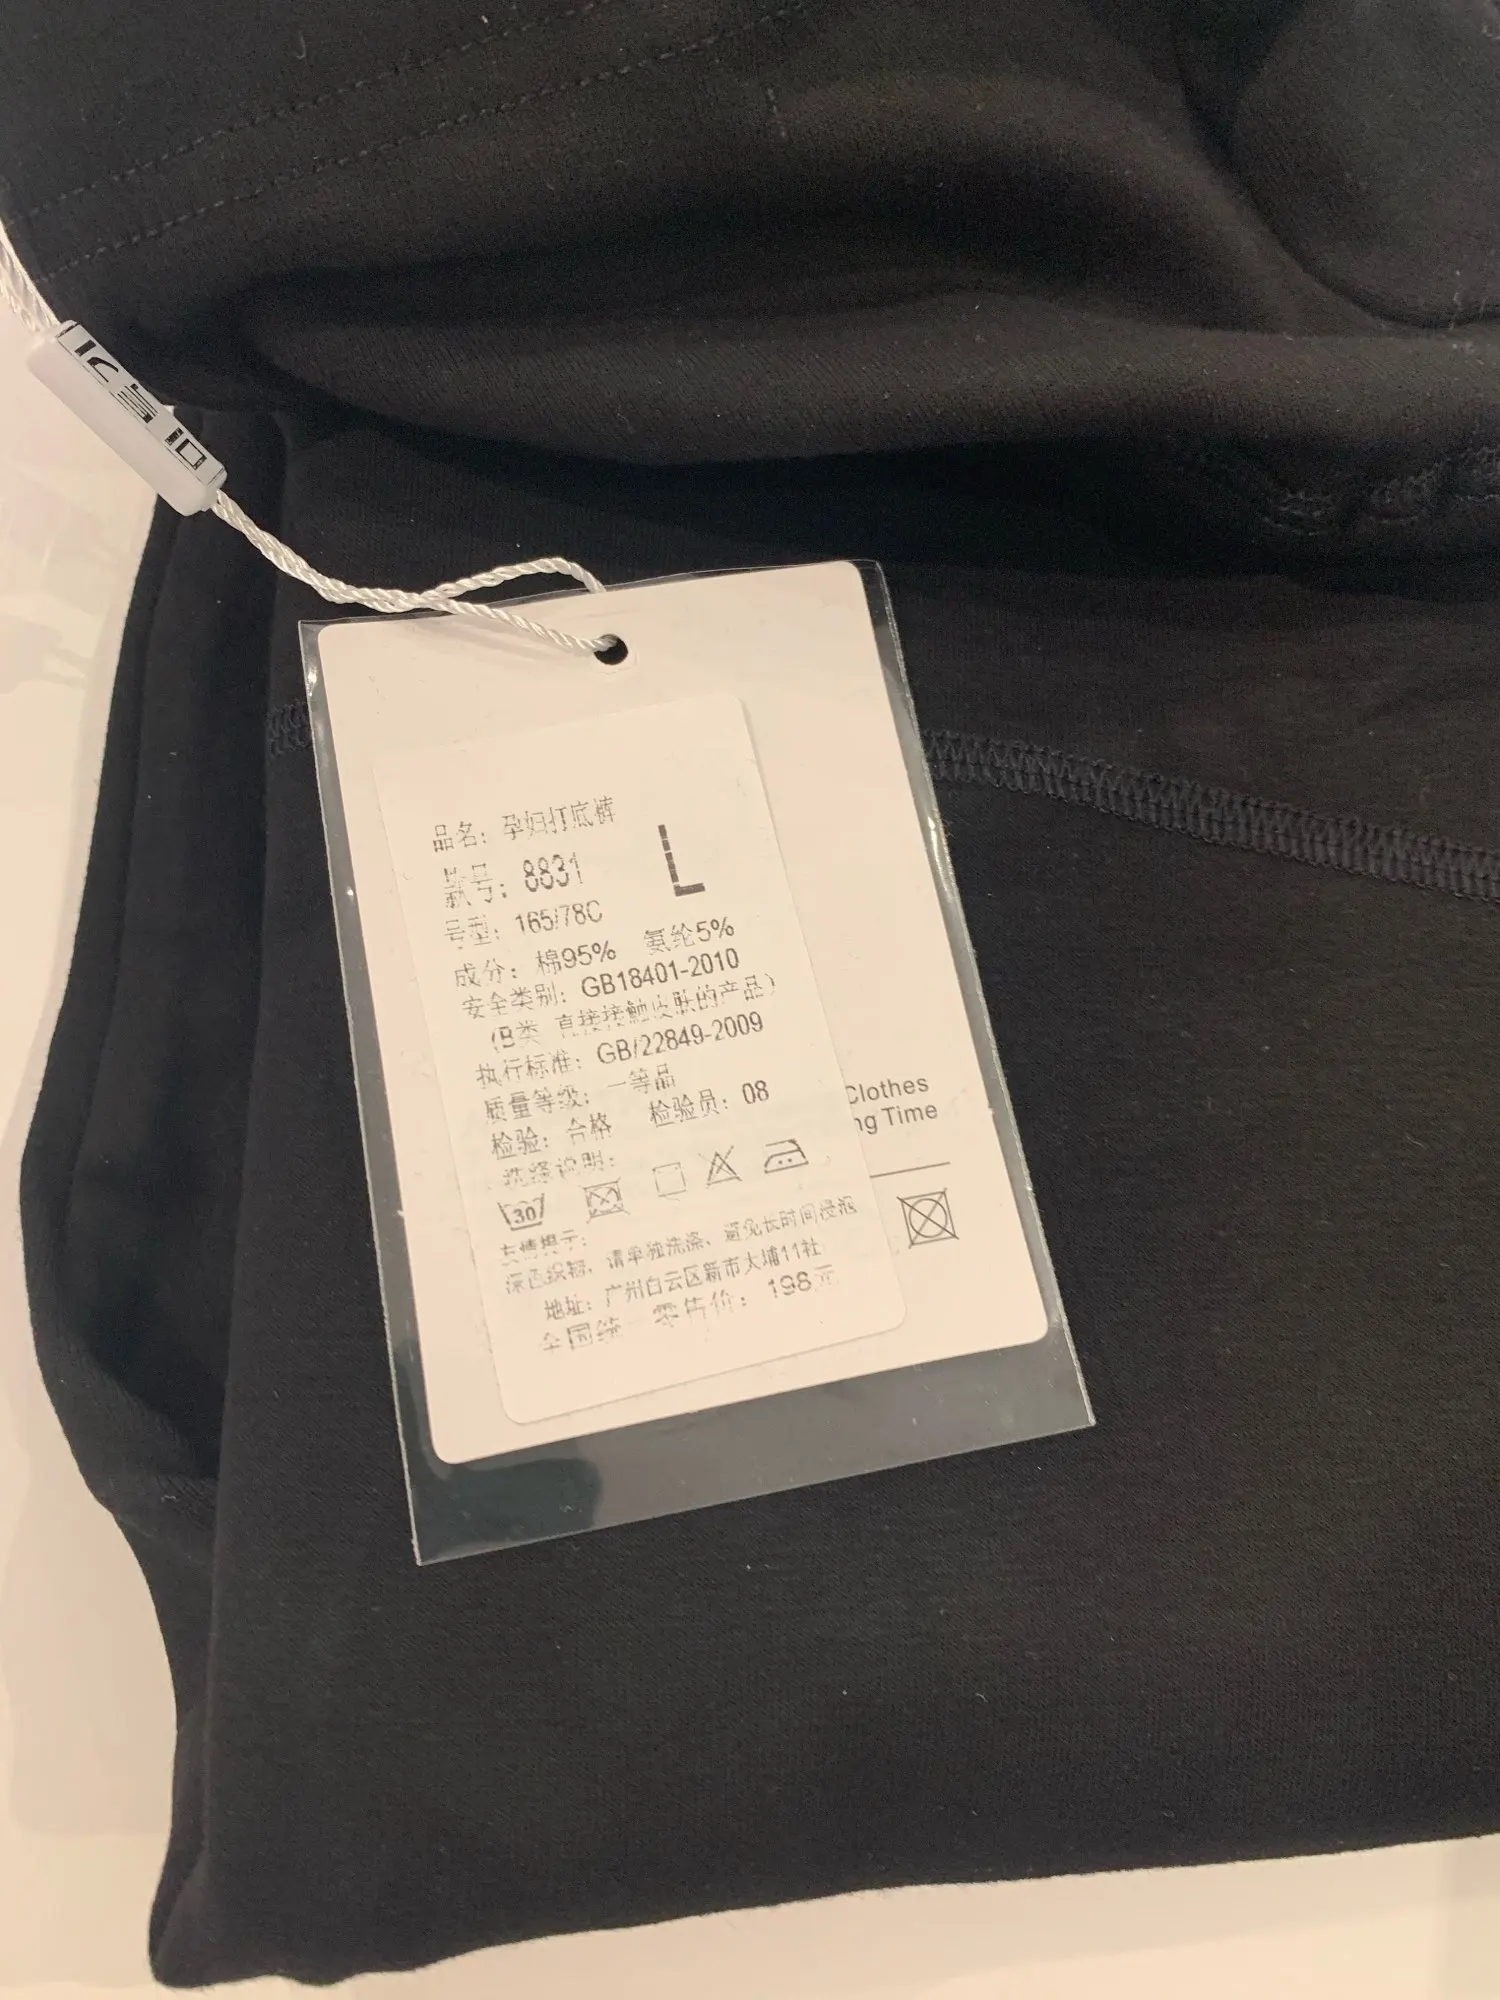 品名: 孕妇打底裤
款号: 8831
L
号型: 165/78C
成分: 棉95% 氨纶5%
安全类别: GB18401-2010
(B类 直接接触皮肤的产品)
执行标准: GB/22849-2009
质量等级: 一等品
检验: 合格 检验员: 08
洗涤说明:
30
友情提示:
深色织物, 请单独洗涤、避免长时间浸泡
地址: 广州白云区新市大埔11社
全国统一零售价: 198元
Clothes
ng Time